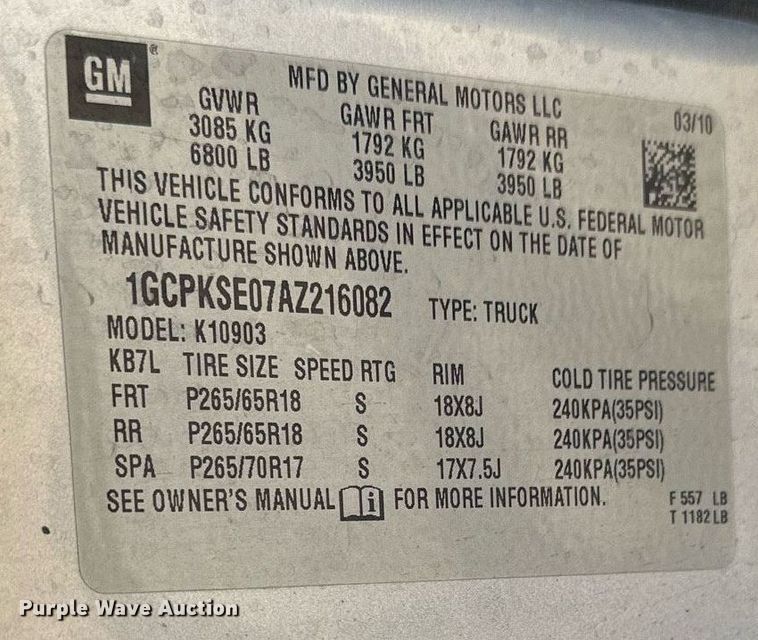 GM®
MFD BY GENERAL MOTORS LLC
03/10
GVWR GAWR FRT GAWR RR
3085 KG 1792 KG 1792 KG
6800 LB 3950 LB 3950 LB
THIS VEHICLE CONFORMS TO ALL APPLICABLE U.S. FEDERAL MOTOR
VEHICLE SAFETY STANDARDS IN EFFECT ON THE DATE OF
MANUFACTURE SHOWN ABOVE.
1GCPKSE07AZ216082 TYPE: TRUCK
MODEL: K10903
KB7L TIRE SIZE SPEED RTG RIM COLD TIRE PRESSURE
FRT P265/65R18 S 18X8J 240KPA(35PSI)
RR P265/65R18 S 18X8J 240KPA(35PSI)
SPA P265/70R17 S 17X7.5J 240KPA(35PSI)
SEE OWNER'S MANUAL i FOR MORE INFORMATION.
F 557 LB
T 1182 LB
Purple Wave Auction